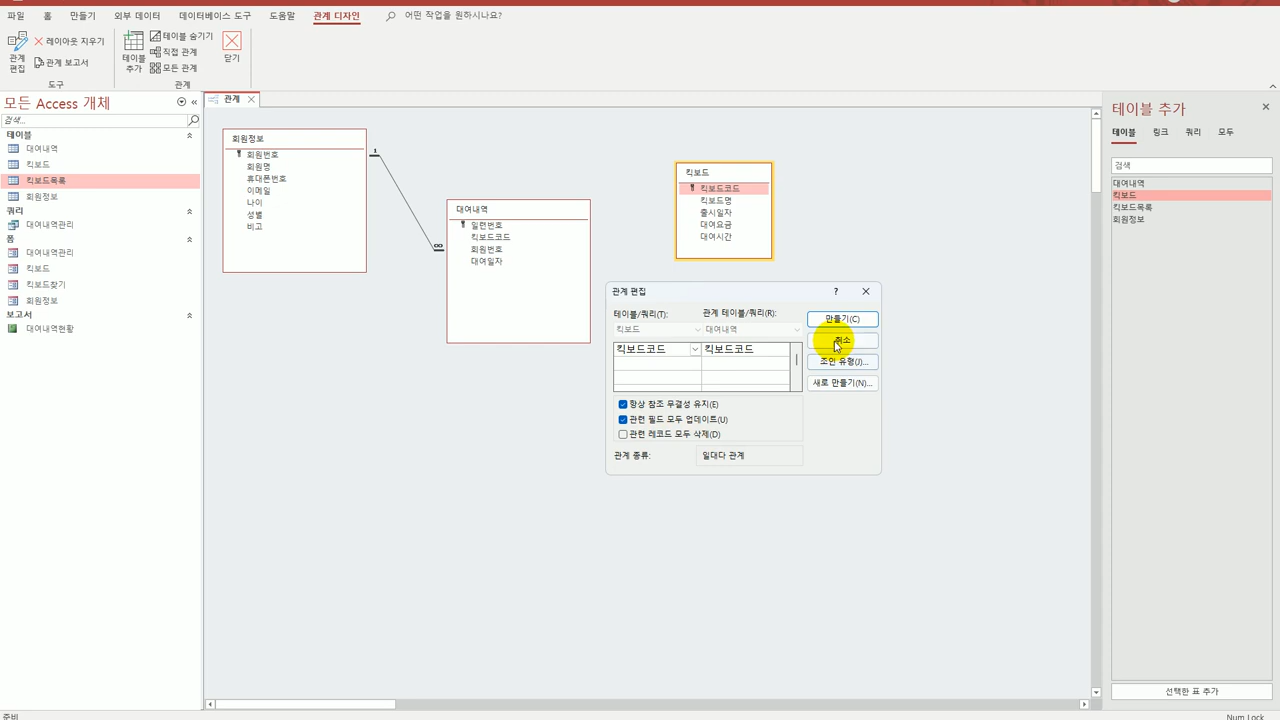 파일 홈 만들기 외부 데이터 데이터베이스 도구 도움말 관계 디자인 어떤 작업을 원하시나요?
관계 편집
레이아웃 지우기
관계 보고서
도구
테이블 추가
테이블 숨기기
직접 관계
모든 관계
관계
닫기
모든 Access 개체
검색...
테이블
대여내역
킥보드
킥보드목록
회원정보
쿼리
대여내역관리
폼
대여내역관리
킥보드
킥보드찾기
회원정보
보고서
대여내역현황
관계
회원정보
회원번호
회원명
휴대폰번호
이메일
나이
성별
비고
1
∞
대여내역
일련번호
킥보드코드
회원번호
대여일자
킥보드
킥보드코드
킥보드명
출시일자
대여요금
대여시간
관계 편집 ?
테이블/쿼리(T): 관계 테이블/쿼리(R):
킥보드 대여내역
킥보드코드 킥보드코드
항상 참조 무결성 유지(E)
관련 필드 모두 업데이트(U)
관련 레코드 모두 삭제(D)
관계 종류: 일대다 관계
만들기(C)
취소
조인 유형(J)...
새로 만들기(N)...
테이블 추가
테이블 링크 쿼리 모두
검색
대여내역
킥보드
킥보드목록
회원정보
선택한 표 추가
준비
Num Lock